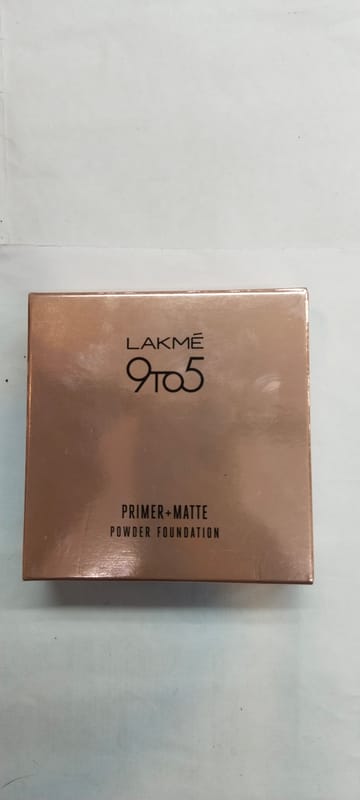 LAKMÉ
9TO5
PRIMER+MATTE
POWDER FOUNDATION